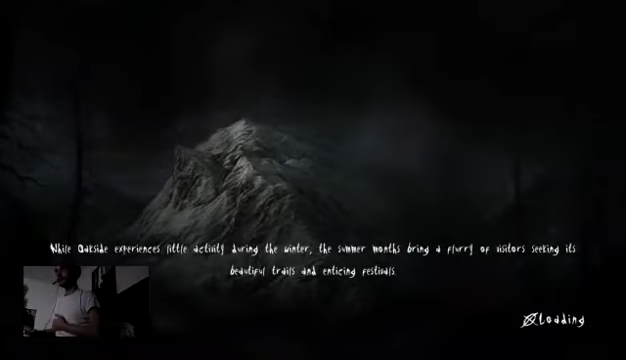 While Oakside experiences little activity during the winter, the summer months bring a flurry of visitors seeking its
beautiful trails and enticing festivals.
Loading